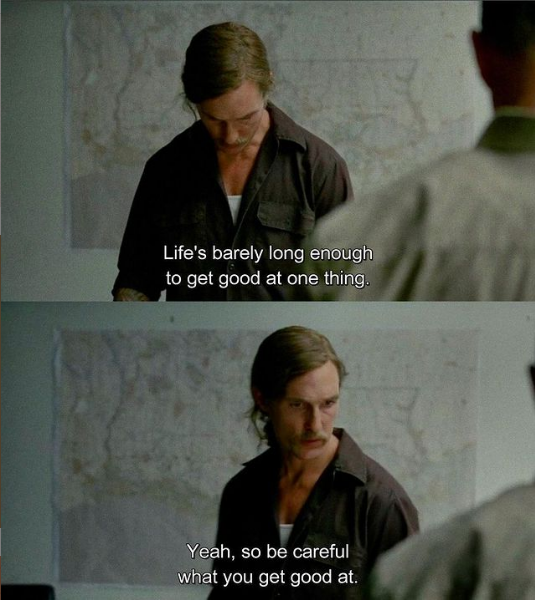 Life's barely long enough
to get good at one thing.
Yeah, so be careful
what you get good at.